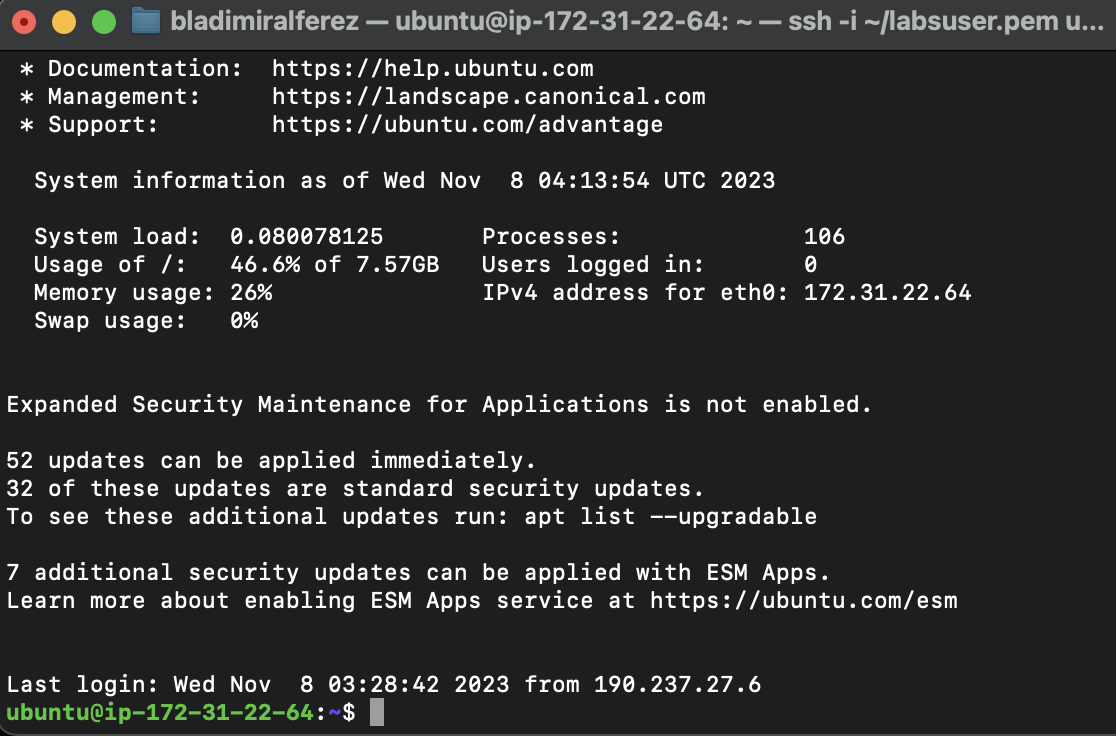 bladimiralferez — ubuntu@ip-172-31-22-64: ~ — ssh -i ~/labsuser.pem u...
* Documentation:  https://help.ubuntu.com
* Management:     https://landscape.canonical.com
* Support:        https://ubuntu.com/advantage
System information as of Wed Nov  8 04:13:54 UTC 2023
System load:  0.080078125       Processes:             106
Usage of /:   46.6% of 7.57GB   Users logged in:       0
Memory usage: 26%               IPv4 address for eth0: 172.31.22.64
Swap usage:   0%
Expanded Security Maintenance for Applications is not enabled.
52 updates can be applied immediately.
32 of these updates are standard security updates.
To see these additional updates run: apt list --upgradable
7 additional security updates can be applied with ESM Apps.
Learn more about enabling ESM Apps service at https://ubuntu.com/esm
Last login: Wed Nov  8 03:28:42 2023 from 190.237.27.6
ubuntu@ip-172-31-22-64:~$